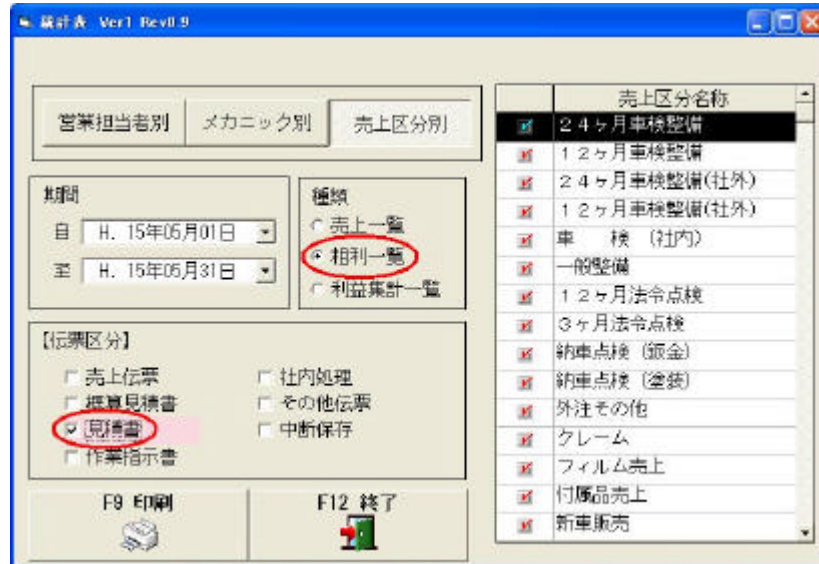 統計表 Ver1 Rev0.9
営業担当者別 メカニック別 売上区分別
期間
自 H. 15年05月01日
至 H. 15年05月31日
種類
売上一覧
粗利一覧
利益集計一覧
【伝票区分】
売上伝票 社内処理
概算見積書 その他伝票
見積書 中断保存
作業指示書
F9 印刷 F12 終了
売上区分名称
24ヶ月車検整備
12ヶ月車検整備
24ヶ月車検整備(社外)
12ヶ月車検整備(社外)
車 検 (社内)
一般整備
12ヶ月法令点検
3ヶ月法令点検
納車点検 (鈑金)
納車点検 (塗装)
外注その他
クレーム
フィルム売上
付属品売上
新車販売